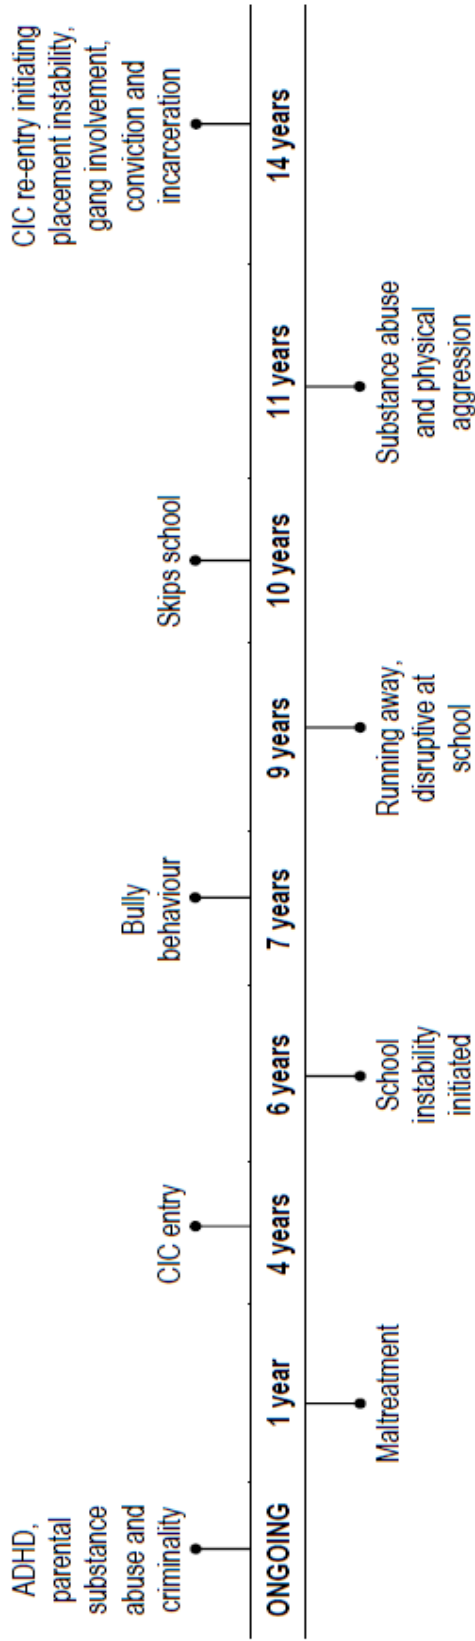 ADHD,
parental
substance
abuse and
criminality
ONGOING
1 year
Maltreatment
CIC entry
4 years
6 years
School
instability
initiated
Bully
behaviour
7 years
9 years
Running away,
disruptive at
school
Skips school
10 years
11 years
Substance abuse
and physical
aggression
CIC re-entry initiating
placement instability,
gang involvement,
conviction and
incarceration
14 years